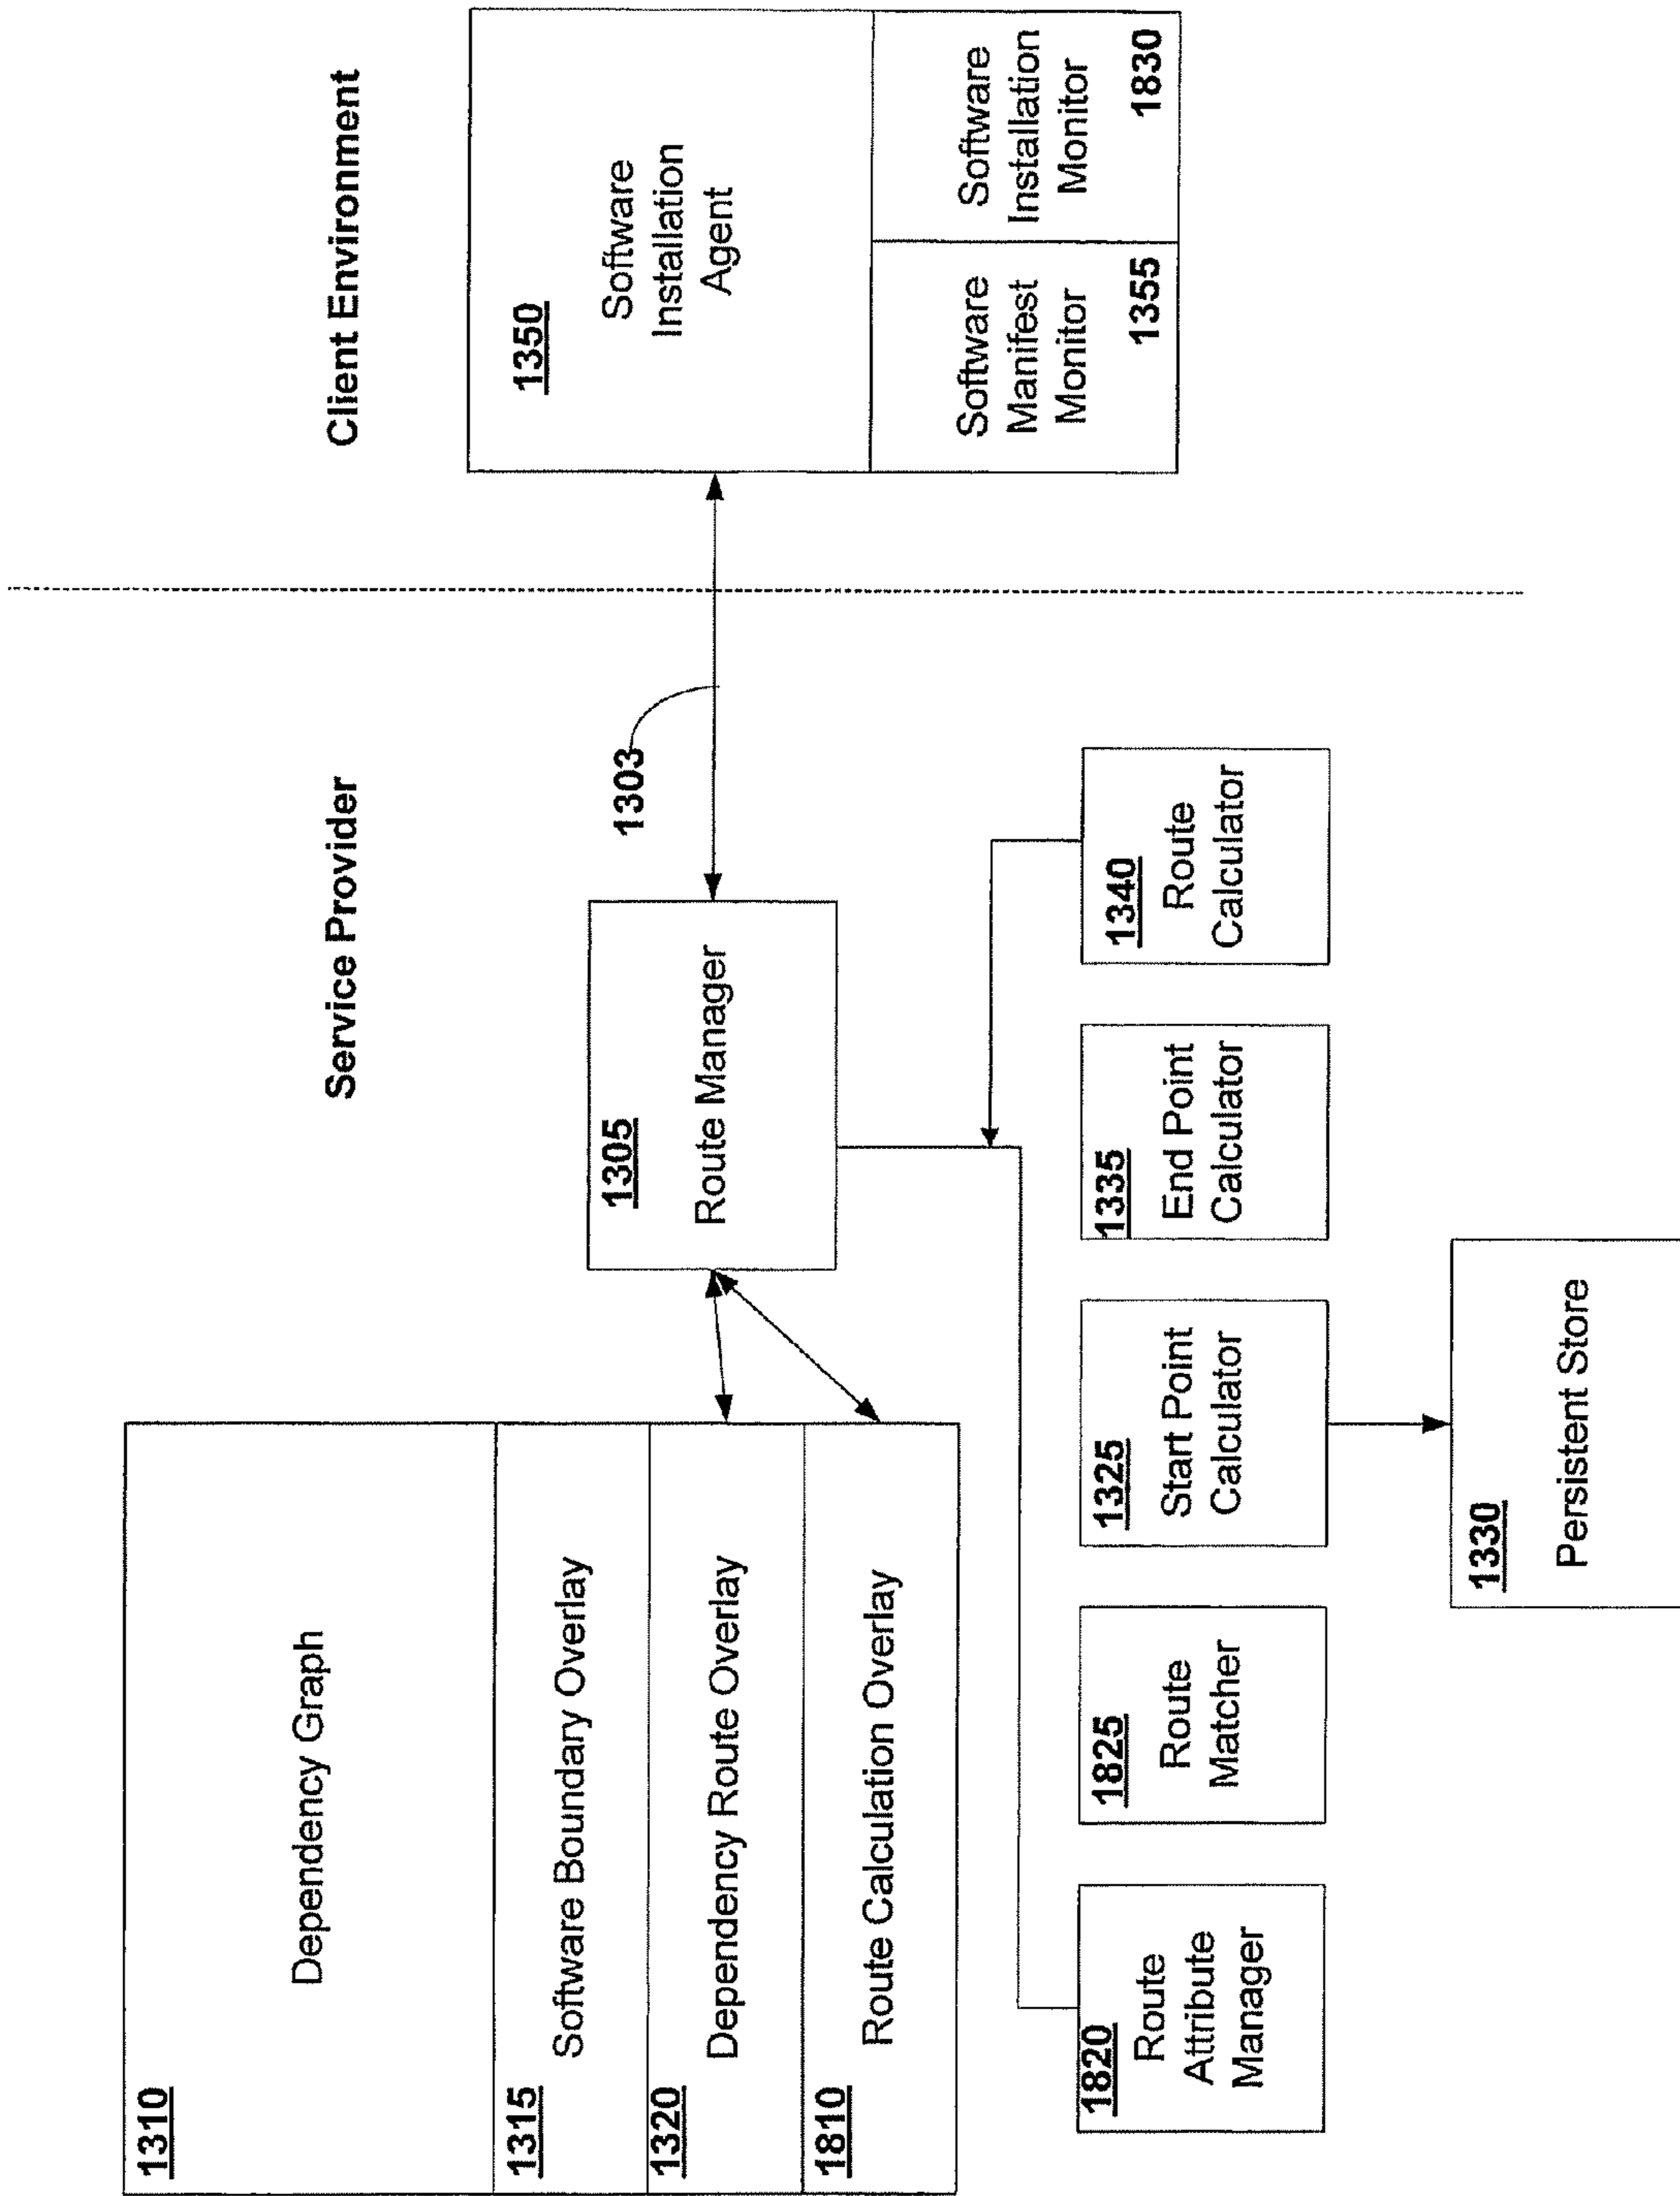 Service Provider
Client Environment
1310
Dependency Graph
1315
Software Boundary Overlay
1320
Dependency Route Overlay
1810
Route Calculation Overlay
1305
Route Manager
1303
1350
Software
Installation
Agent
Software
Manifest
Monitor
1355
Software
Installation
Monitor
1830
1820
Route
Attribute
Manager
1825
Route
Matcher
1325
Start Point
Calculator
1335
End Point
Calculator
1340
Route
Calculator
1330
Persistent Store